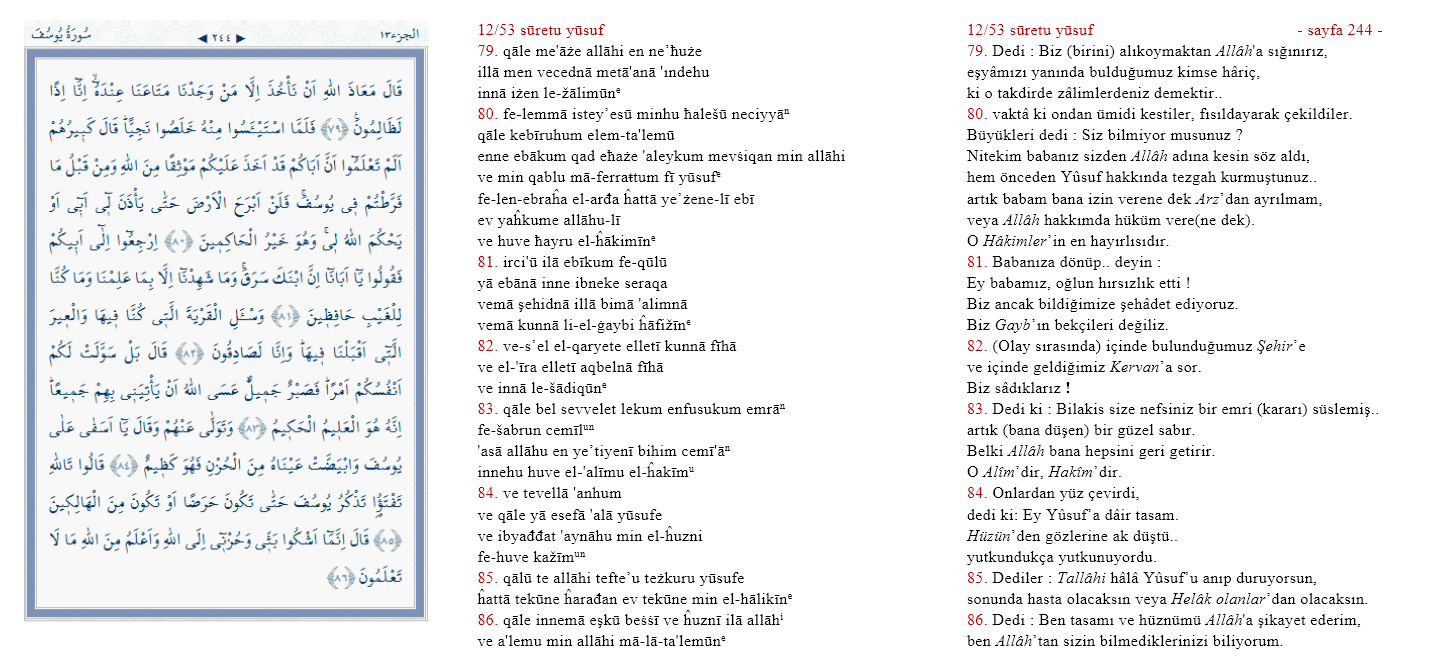 سُورَةُ يُوسُفَ ◄ ٢٤٤ ► الجزء١٣
قَالَ مَعَاذَ اللّٰهِ اَنْ نَأْخُذَ اِلَّا مَنْ وَجَدْنَا مَتَاعَنَا عِنْدَهُٓۙ اِنَّٓا اِذًا
لَظَالِمُونَ۟ ﴿٧٩﴾ فَلَمَّا اسْتَيْـَٔسُوا مِنْهُ خَلَصُوا نَجِيًّاۜ قَالَ كَبِيرُهُمْ
اَلَمْ تَعْلَمُٓوا اَنَّ اَبَاكُمْ قَدْ اَخَذَ عَلَيْكُمْ مَوْثِقًا مِنَ اللّٰهِ وَمِنْ قَبْلُ مَا
فَرَّطْتُمْ فِي يُوسُفَۚ فَلَنْ اَبْرَحَ الْاَرْضَ حَتّٰى يَأْذَنَ لِٓي اَبِٓي اَوْ
يَحْكُمَ اللّٰهُ لِيۚ وَهُوَ خَيْرُ الْحَاكِمِينَ ﴿٨٠﴾ اِرْجِعُٓوا اِلٰٓى اَبِيكُمْ
فَقُولُوا يَٓا اَبَانَٓا اِنَّ ابْنَكَ سَرَقَۚ وَمَا شَهِدْنَٓا اِلَّا بِمَا عَلِمْنَا وَمَا كُنَّا
لِلْغَيْبِ حَافِظِينَ ﴿٨١﴾ وَسْـَٔلِ الْقَرْيَةَ الَّتِي كُنَّا فِيهَا وَالْعِيرَ
الَّتِٓي اَقْبَلْنَا فِيهَاۜ وَاِنَّا لَصَادِقُونَ ﴿٨٢﴾ قَالَ بَلْ سَوَّلَتْ لَكُمْ
اَنْفُسُكُمْ اَمْرًاۜ فَصَبْرٌ جَمِيلٌۜ عَسَى اللّٰهُ اَنْ يَأْتِيَنِي بِهِمْ جَمِيعًاۜ
اِنَّهُ هُوَ الْعَلِيمُ الْحَكِيمُ ﴿٨٣﴾ وَتَوَلّٰى عَنْهُمْ وَقَالَ يَٓا اَسَفٰى عَلٰى
يُوسُفَ وَابْيَضَّتْ عَيْنَاهُ مِنَ الْحُزْنِ فَهُوَ كَظِيمٌ ﴿٨٤﴾ قَالُوا تَاللّٰهِ
تَفْتَؤُ۬ا تَذْكُرُ يُوسُفَ حَتّٰى تَكُونَ حَرَضًا اَوْ تَكُونَ مِنَ الْهَالِكِينَ
﴿٨٥﴾ قَالَ اِنَّمَٓا اَشْكُوا بَثِّي وَحُزْنِٓي اِلَى اللّٰهِ وَاَعْلَمُ مِنَ اللّٰهِ مَا لَا
تَعْلَمُونَ ﴿٨٦﴾
12/53 sūretu yūsuf
79. qāle me'āże allāhi en ne’ħuże
illā men vecednā metā'anā 'ındehu
innā iżen le-žālimūnᵉ
80. fe-lemmā istey’esū minhu ħalešū neciyyāⁿ
qāle kebīruhum elem-ta'lemū
enne ebākum qad eħaże 'aleykum mevṡiqan min allāhi
ve min qablu mā-ferrattum fī yūsufᵉ
fe-len-ebraĥa el-arđa ĥattā ye’żene-lī ebī
ev yaĥkume allāhu-lī
ve huve ħayru el-ĥākimīnᵉ
81. irci'ū ilā ebīkum fe-qūlū
yā ebānā inne ibneke seraqa
vemā şehidnā illā bimā 'alimnā
vemā kunnā li-el-ġaybi ĥāfižīnᵉ
82. ve-s’el el-qaryete elletī kunnā fīhā
ve el-'īra elletī aqbelnā fīhā
ve innā le-šādiqūnᵉ
83. qāle bel sevvelet lekum enfusukum emrāⁿ
fe-šabrun cemīlᵘⁿ
'asā allāhu en ye’tiyenī bihim cemī'āⁿ
innehu huve el-'alīmu el-ĥakīmᵘ
84. ve tevellā 'anhum
ve qāle yā esefā 'alā yūsufe
ve ibyađđat 'aynāhu min el-ĥuzni
fe-huve kažīmᵘⁿ
85. qālū te allāhi tefte’u teżkuru yūsufe
ĥattā tekūne ĥarađan ev tekūne min el-hālikīnᵉ
86. qāle innemā eşkū beṡṡī ve ĥuznī ilā allāhⁱ
ve a'lemu min allāhi mā-lā-ta'lemūnᵉ
12/53 sūretu yūsuf - sayfa 244 -
79. Dedi : Biz (birini) alıkoymaktan Allâh'a sığınırız,
eşyâmızı yanında bulduğumuz kimse hâriç,
ki o takdirde zâlimlerdeniz demektir..
80. vaktâ ki ondan ümidi kestiler, fısıldayarak çekildiler.
Büyükleri dedi : Siz bilmiyor musunuz ?
Nitekim babanız sizden Allâh adına kesin söz aldı,
hem önceden Yûsuf hakkında tezgah kurmuştunuz..
artık babam bana izin verene dek Arz’dan ayrılmam,
veya Allâh hakkımda hüküm vere(ne dek).
O Hâkimler’in en hayırlısıdır.
81. Babanıza dönüp.. deyin :
Ey babamız, oğlun hırsızlık etti !
Biz ancak bildiğimize şehâdet ediyoruz.
Biz Gayb’ın bekçileri değiliz.
82. (Olay sırasında) içinde bulunduğumuz Şehir’e
ve içinde geldiğimiz Kervan’a sor.
Biz sâdıklarız !
83. Dedi ki : Bilakis size nefsiniz bir emri (kararı) süslemiş..
artık (bana düşen) bir güzel sabır.
Belki Allâh bana hepsini geri getirir.
O Alîm’dir, Hakîm’dir.
84. Onlardan yüz çevirdi,
dedi ki: Ey Yûsuf’a dâir tasam.
Hüzün’den gözlerine ak düştü..
yutkundukça yutkunuyordu.
85. Dediler : Tallâhi hâlâ Yûsuf’u anıp duruyorsun,
sonunda hasta olacaksın veya Helâk olanlar’dan olacaksın.
86. Dedi : Ben tasamı ve hüznümü Allâh'a şikayet ederim,
ben Allâh’tan sizin bilmediklerinizi biliyorum.